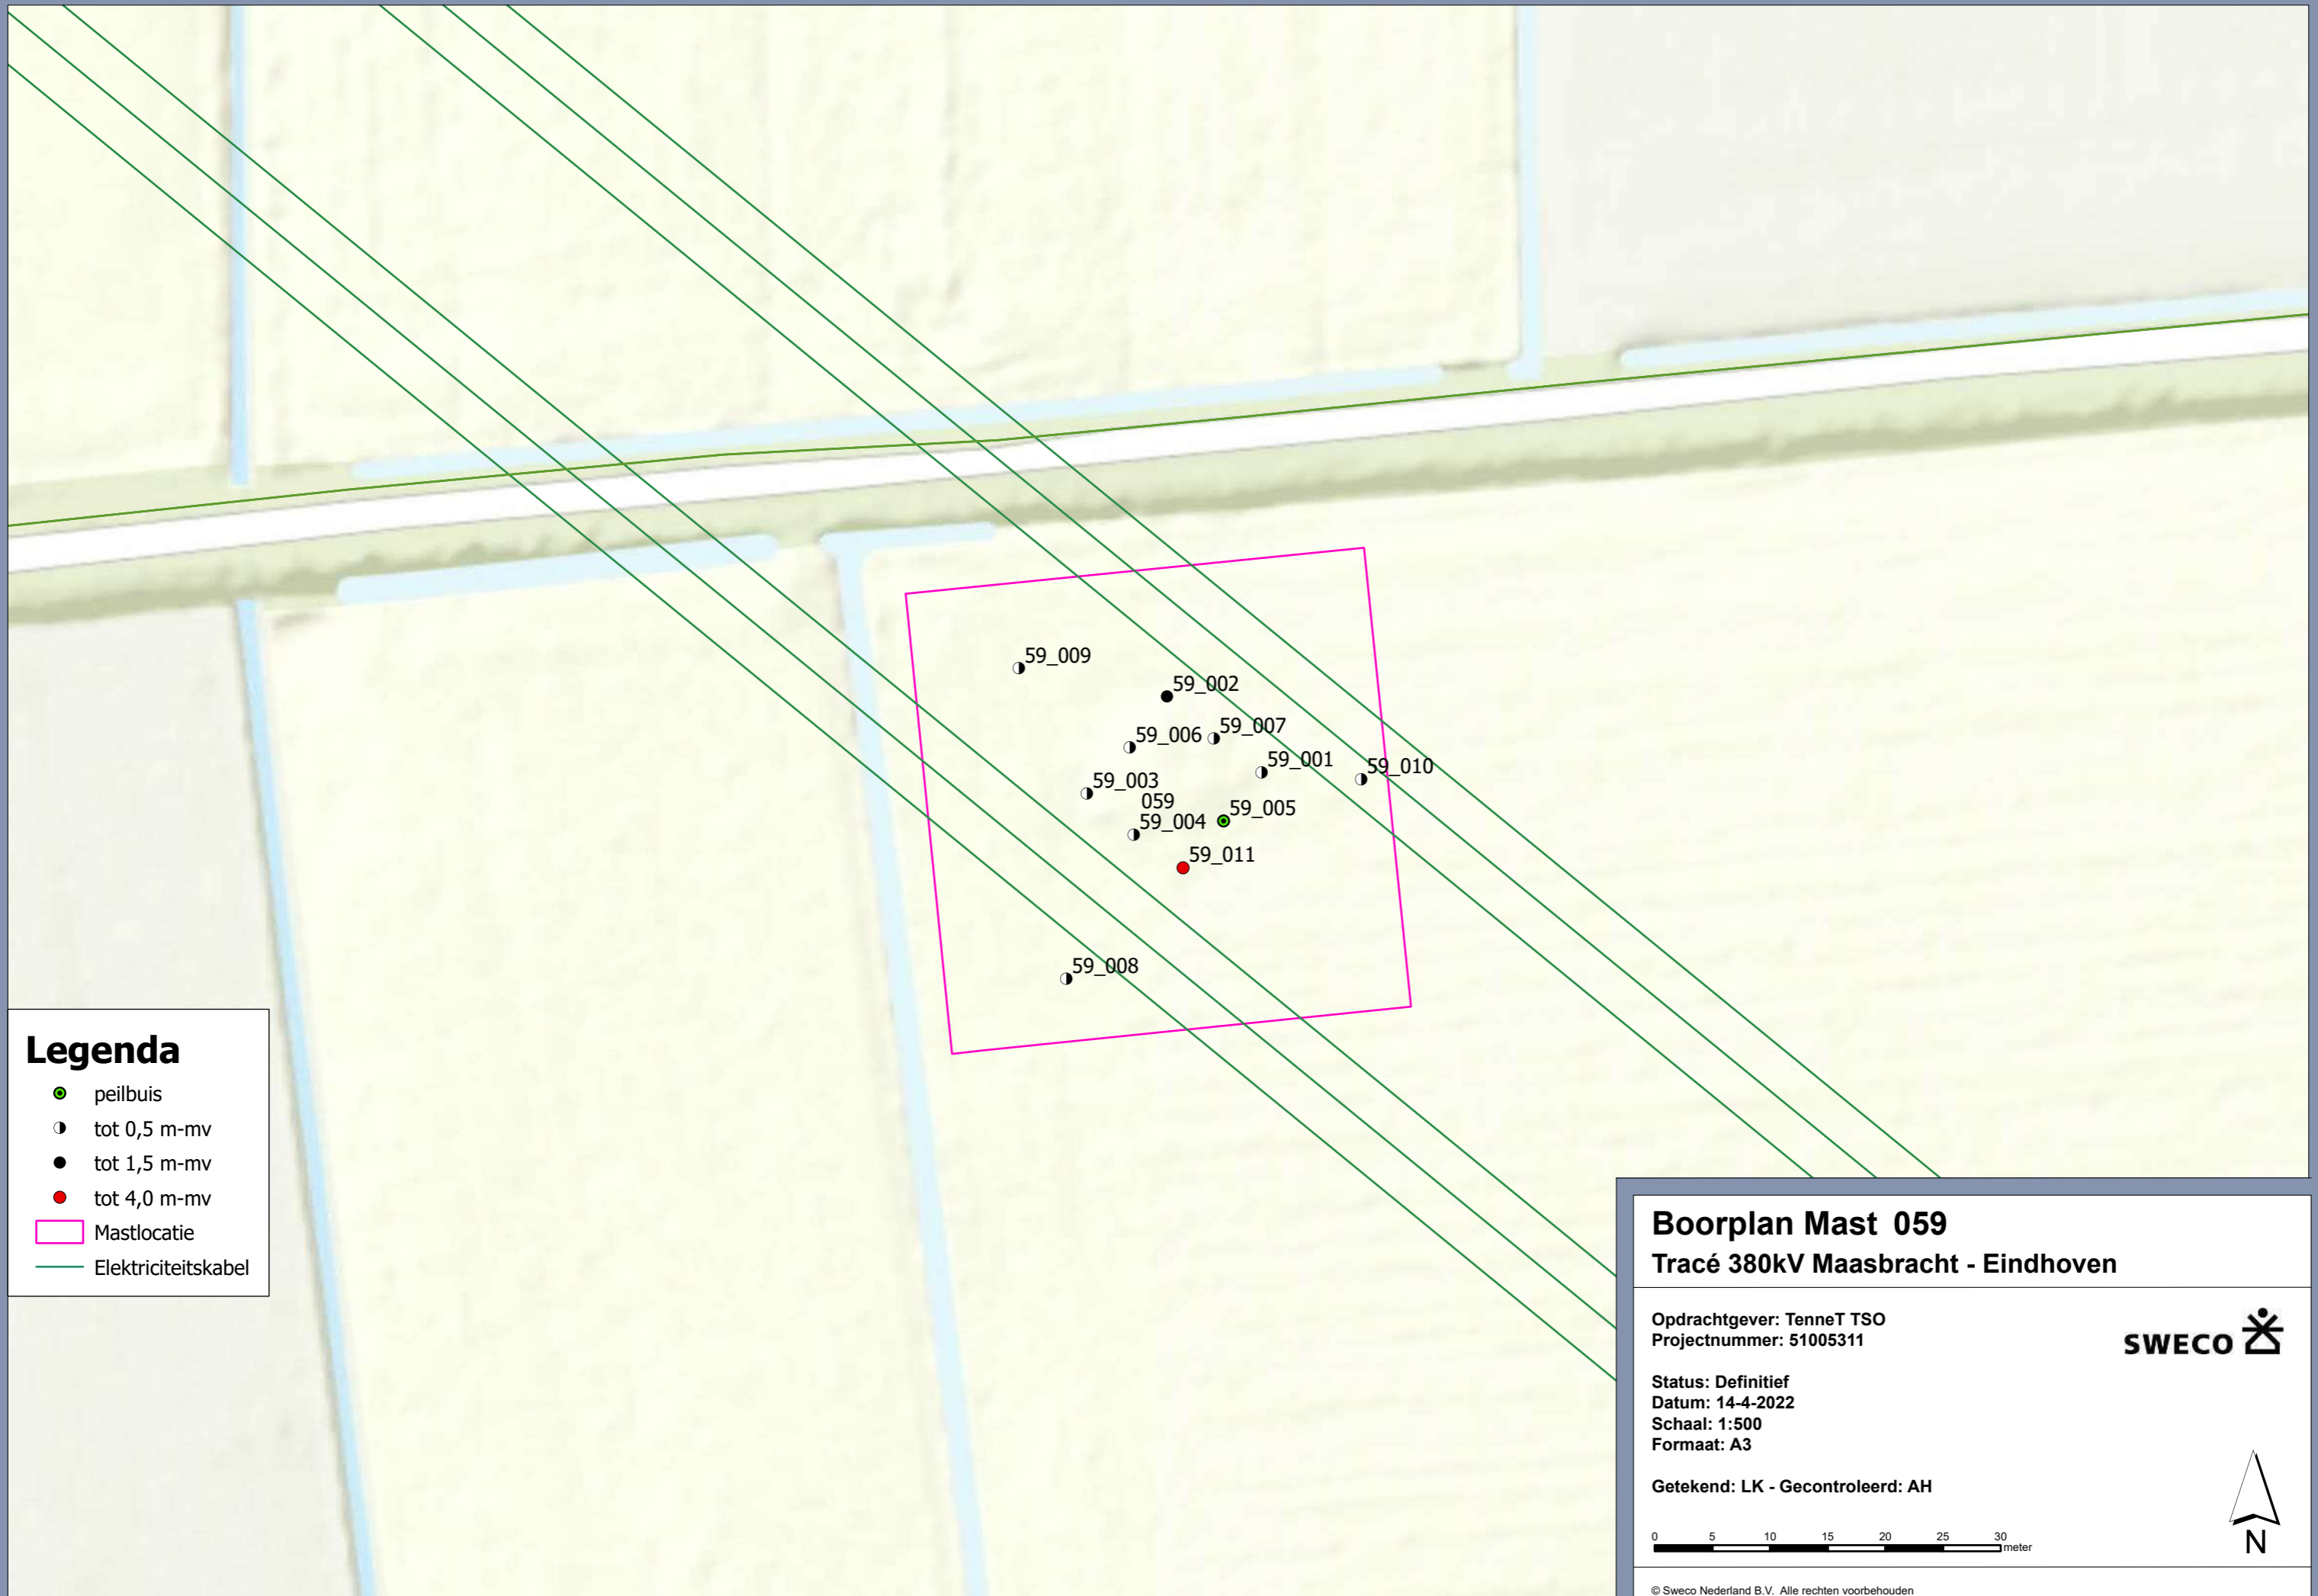 59_009
59_002
59_007
59_006
59_001
59_010
59_003
059
59_005
59_004
59_011
59_008
Legenda
peilbuis
tot 0,5 m-mv
tot 1,5 m-mv
tot 4,0 m-mv
Mastlocatie
Elektriciteitskabel
Boorplan Mast 059
Tracé 380kV Maasbracht - Eindhoven
Opdrachtgever: TenneT TSO
Projectnummer: 51005311
SWECO
Status: Definitief
Datum: 14-4-2022
Schaal: 1:500
Formaat: A3
Getekend: LK - Gecontroleerd: AH
0 5 10 15 20 25 30
meter
N
© Sweco Nederland B.V. Alle rechten voorbehouden